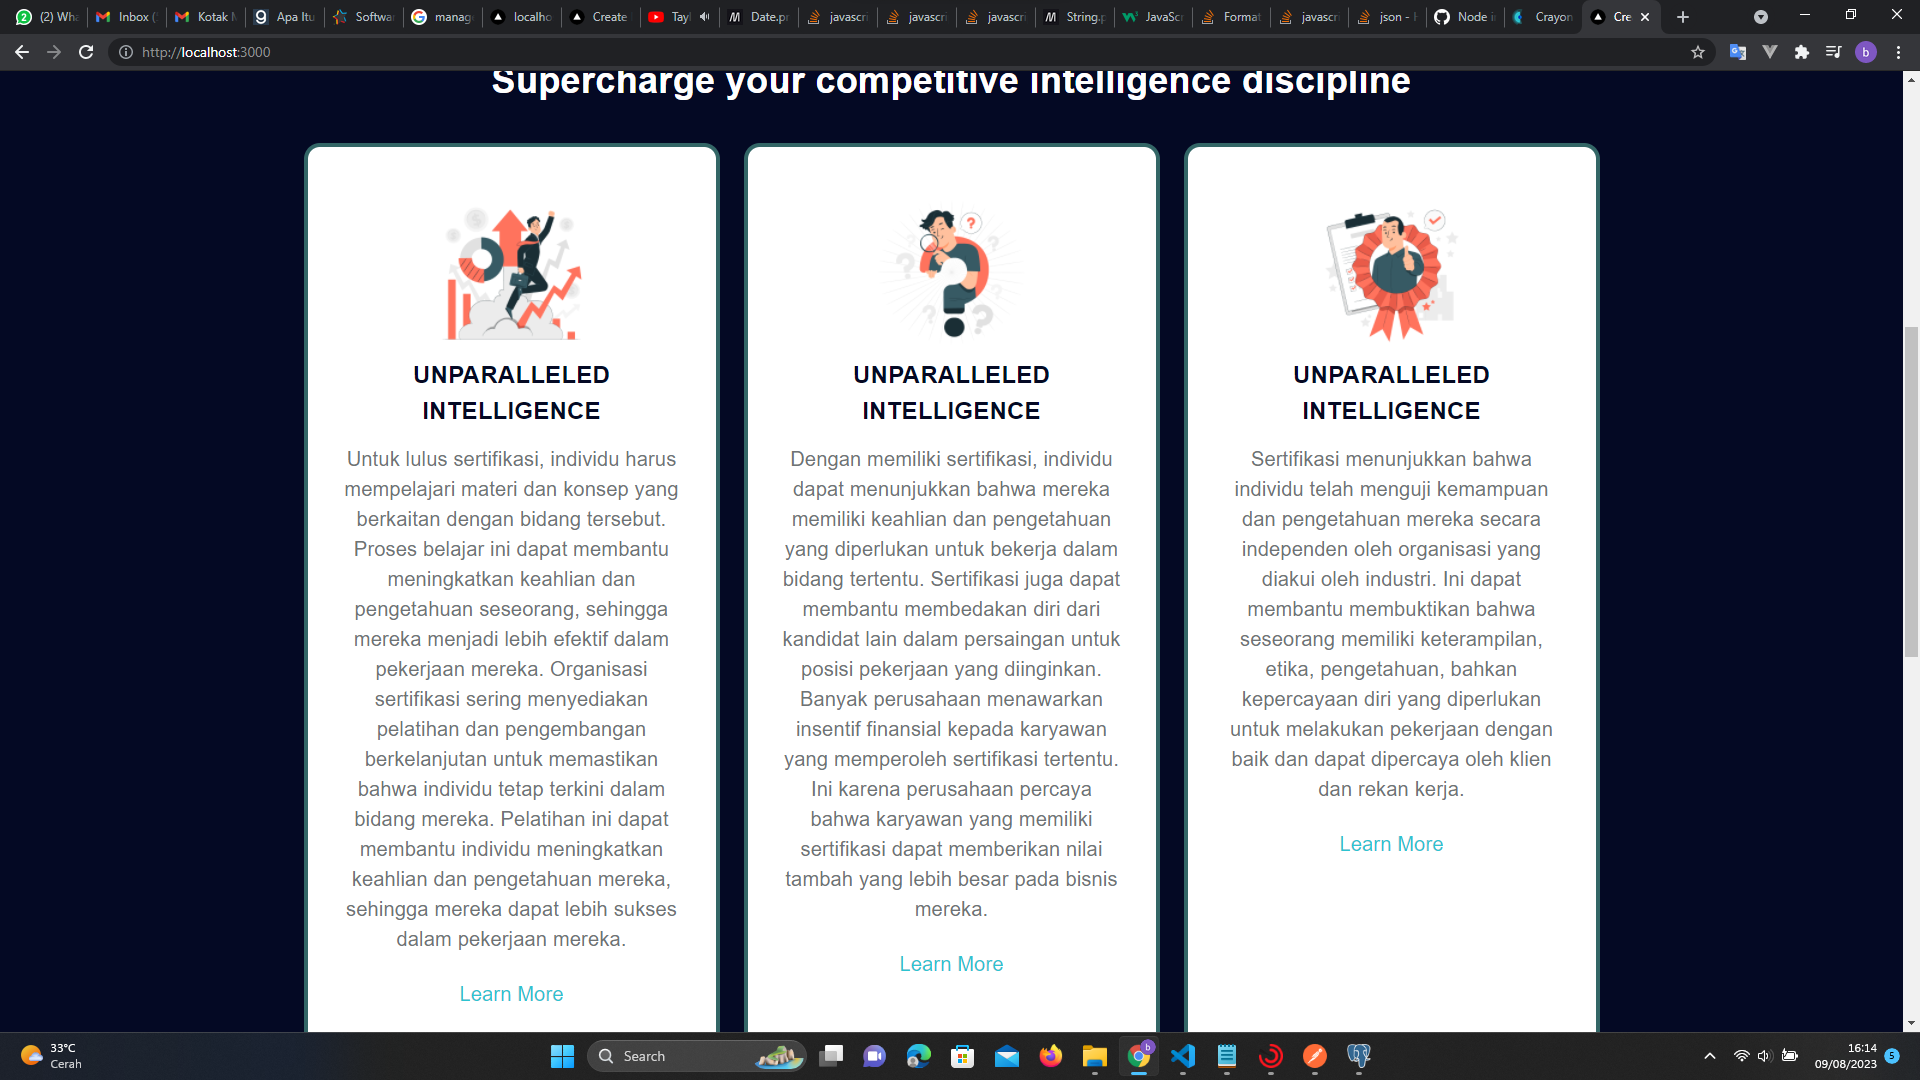 (2) Wha
Inbox (
Kotak M
Apa Itu
Softwar
manage
localho
Create
Tayl
Date.pr
javascri
javascri
javascri
String.p
JavaScr
Format
javascri
json - H
Node i
Crayon
Cre
http://localhost:3000
b
Supercharge your competitive intelligence discipline
UNPARALLELED
INTELLIGENCE
Untuk lulus sertifikasi, individu harus
mempelajari materi dan konsep yang
berkaitan dengan bidang tersebut.
Proses belajar ini dapat membantu
meningkatkan keahlian dan
pengetahuan seseorang, sehingga
mereka menjadi lebih efektif dalam
pekerjaan mereka. Organisasi
sertifikasi sering menyediakan
pelatihan dan pengembangan
berkelanjutan untuk memastikan
bahwa individu tetap terkini dalam
bidang mereka. Pelatihan ini dapat
membantu individu meningkatkan
keahlian dan pengetahuan mereka,
sehingga mereka dapat lebih sukses
dalam pekerjaan mereka.
Learn More
UNPARALLELED
INTELLIGENCE
Dengan memiliki sertifikasi, individu
dapat menunjukkan bahwa mereka
memiliki keahlian dan pengetahuan
yang diperlukan untuk bekerja dalam
bidang tertentu. Sertifikasi juga dapat
membantu membedakan diri dari
kandidat lain dalam persaingan untuk
posisi pekerjaan yang diinginkan.
Banyak perusahaan menawarkan
insentif finansial kepada karyawan
yang memperoleh sertifikasi tertentu.
Ini karena perusahaan percaya
bahwa karyawan yang memiliki
sertifikasi dapat memberikan nilai
tambah yang lebih besar pada bisnis
mereka.
Learn More
UNPARALLELED
INTELLIGENCE
Sertifikasi menunjukkan bahwa
individu telah menguji kemampuan
dan pengetahuan mereka secara
independen oleh organisasi yang
diakui oleh industri. Ini dapat
membantu membuktikan bahwa
seseorang memiliki keterampilan,
etika, pengetahuan, bahkan
kepercayaan diri yang diperlukan
untuk melakukan pekerjaan dengan
baik dan dapat dipercaya oleh klien
dan rekan kerja.
Learn More
33°C
Cerah
Search
16:14
09/08/2023
5